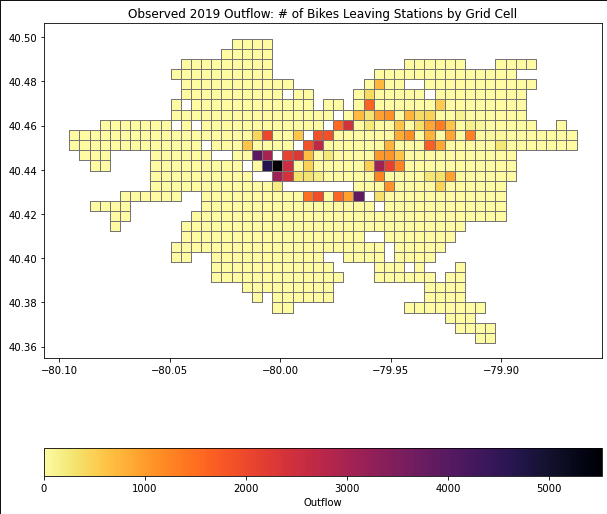 Observed 2019 Outflow: # of Bikes Leaving Stations by Grid Cell
40.50
40.48
40.46
40.44
40.42
40.40
40.38
40.36
−80.10 −80.05 −80.00 −79.95 −79.90
0 1000 2000 3000 4000 5000
Outflow